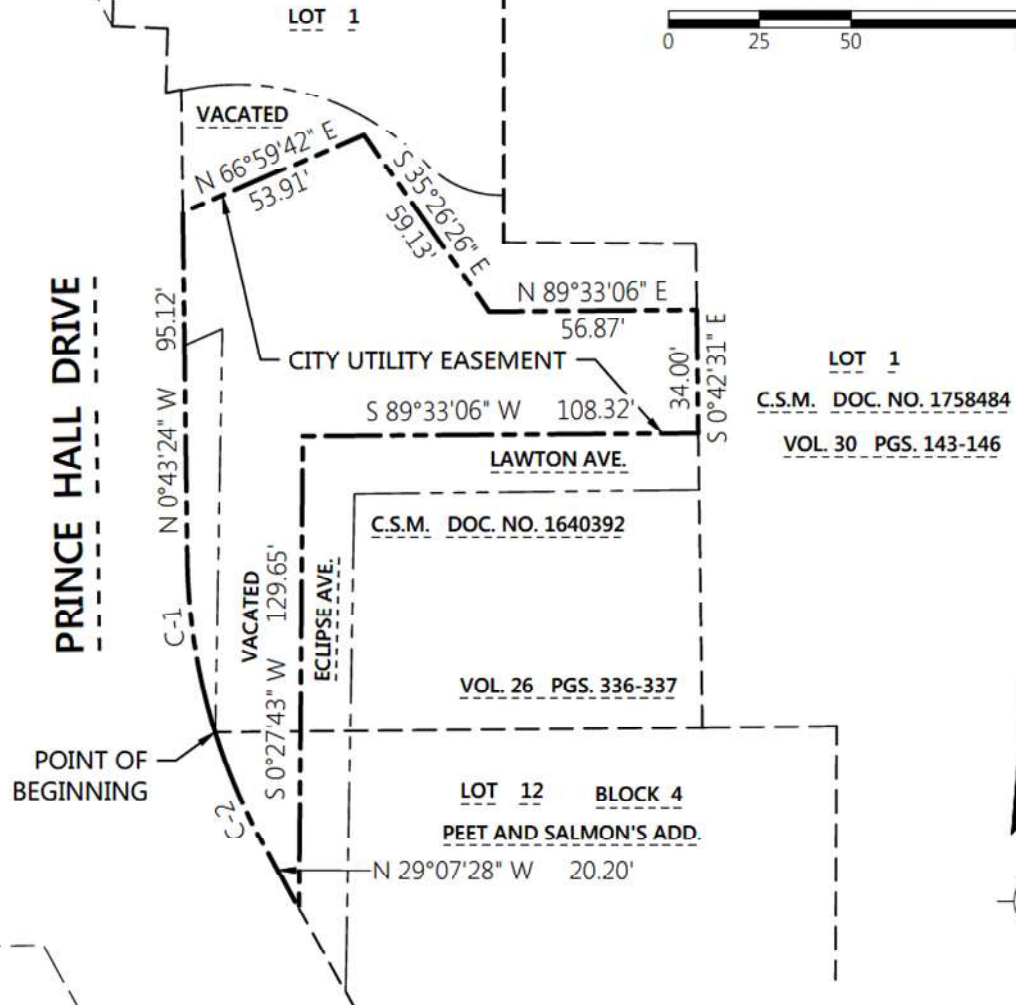 LOT 1
0 25 50
VACATED
N 66°59'42" E
53.91'
S 35°26'26" E
59.13'
N 89°33'06" E
56.87'
S 0°42'31" E
34.00'
PRINCE HALL DRIVE
N 0°43'24" W 95.12'
CITY UTILITY EASEMENT
LOT 1
C.S.M. DOC. NO. 1758484
VOL. 30 PGS. 143-146
S 89°33'06" W 108.32'
LAWTON AVE.
C.S.M. DOC. NO. 1640392
VACATED
S 0°27'43" W 129.65'
ECLIPSE AVE.
C-1
VOL. 26 PGS. 336-337
POINT OF
BEGINNING
C-2
LOT 12 BLOCK 4
PEET AND SALMON'S ADD.
N 29°07'28" W 20.20'